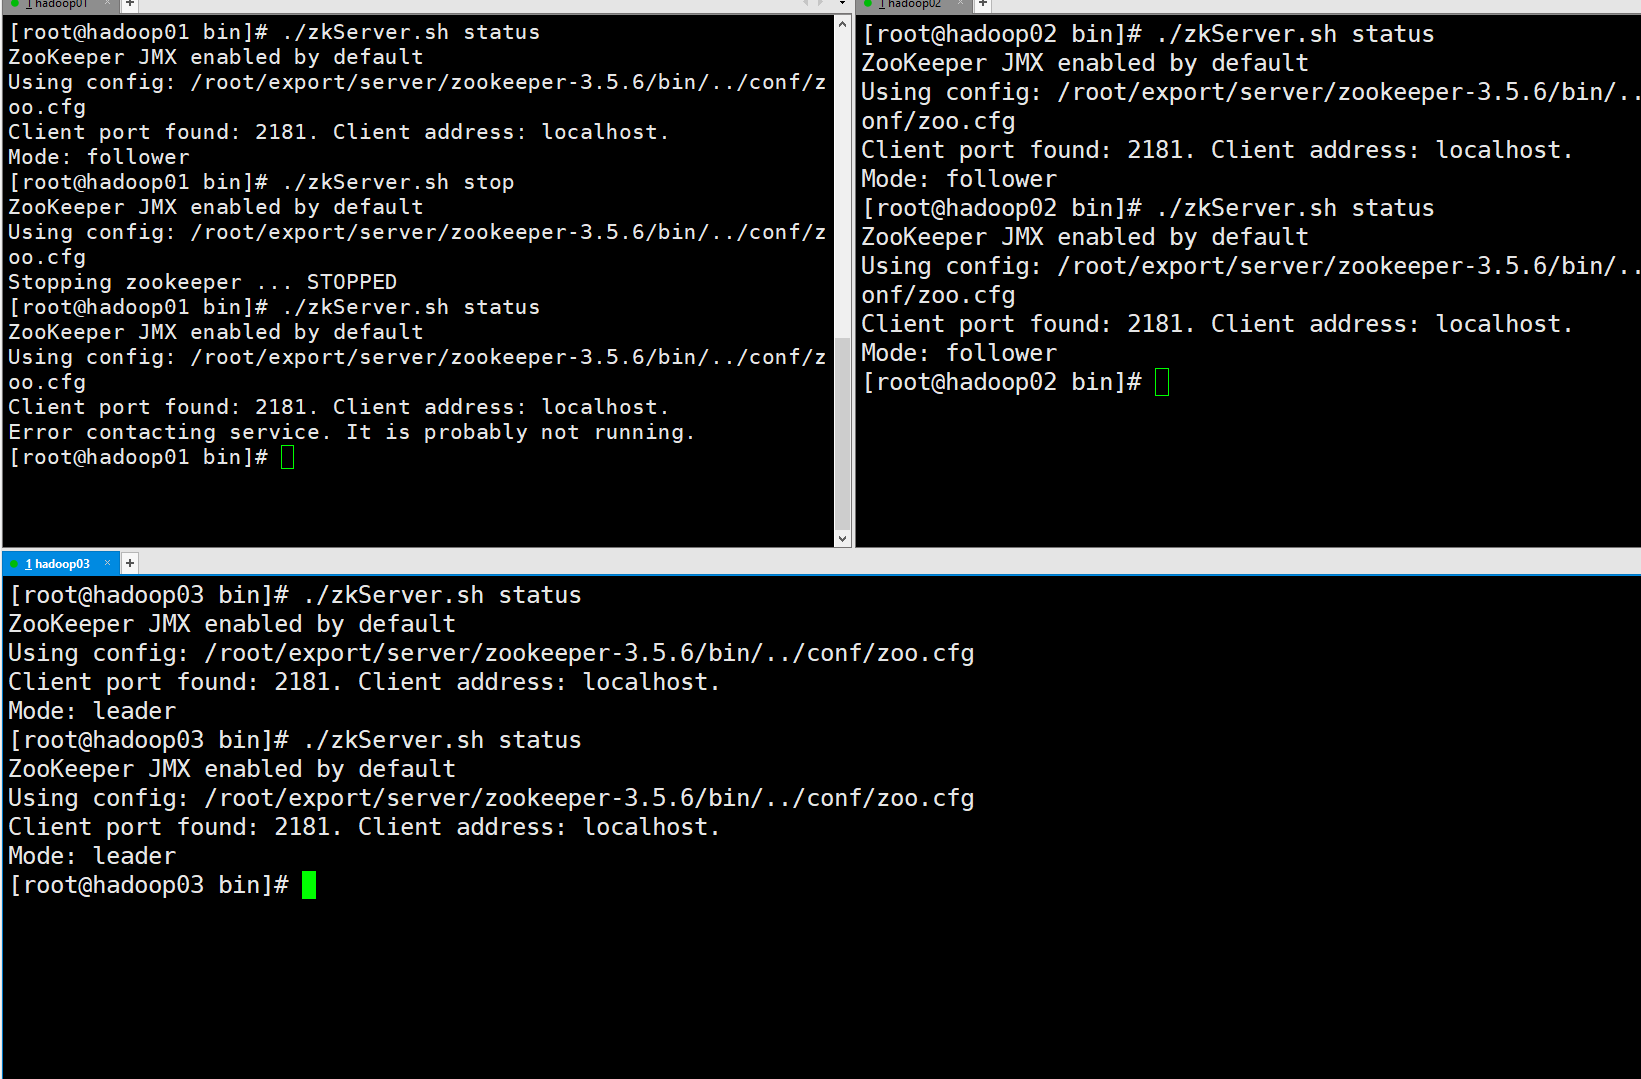 1 hadoop01 × +
[root@hadoop01 bin]# ./zkServer.sh status
ZooKeeper JMX enabled by default
Using config: /root/export/server/zookeeper-3.5.6/bin/../conf/z
oo.cfg
Client port found: 2181. Client address: localhost.
Mode: follower
[root@hadoop01 bin]# ./zkServer.sh stop
ZooKeeper JMX enabled by default
Using config: /root/export/server/zookeeper-3.5.6/bin/../conf/z
oo.cfg
Stopping zookeeper ... STOPPED
[root@hadoop01 bin]# ./zkServer.sh status
ZooKeeper JMX enabled by default
Using config: /root/export/server/zookeeper-3.5.6/bin/../conf/z
oo.cfg
Client port found: 2181. Client address: localhost.
Error contacting service. It is probably not running.
[root@hadoop01 bin]#
1 hadoop02 × +
[root@hadoop02 bin]# ./zkServer.sh status
ZooKeeper JMX enabled by default
Using config: /root/export/server/zookeeper-3.5.6/bin/..
onf/zoo.cfg
Client port found: 2181. Client address: localhost.
Mode: follower
[root@hadoop02 bin]# ./zkServer.sh status
ZooKeeper JMX enabled by default
Using config: /root/export/server/zookeeper-3.5.6/bin/..
onf/zoo.cfg
Client port found: 2181. Client address: localhost.
Mode: follower
[root@hadoop02 bin]#
1 hadoop03 × +
[root@hadoop03 bin]# ./zkServer.sh status
ZooKeeper JMX enabled by default
Using config: /root/export/server/zookeeper-3.5.6/bin/../conf/zoo.cfg
Client port found: 2181. Client address: localhost.
Mode: leader
[root@hadoop03 bin]# ./zkServer.sh status
ZooKeeper JMX enabled by default
Using config: /root/export/server/zookeeper-3.5.6/bin/../conf/zoo.cfg
Client port found: 2181. Client address: localhost.
Mode: leader
[root@hadoop03 bin]#